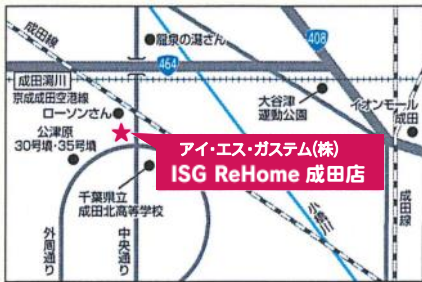 成田線
龍泉の湯さん
408
464
成田湯川
京成成田空港線
ローソンさん
大谷津
運動公園
イオンモール
成田
公津原
30号墳・35号墳
アイ・エス・ガステム(株)
ISG ReHome 成田店
千葉県立
成田北高等学校
小橋川
成田線
外周通り
中央通り